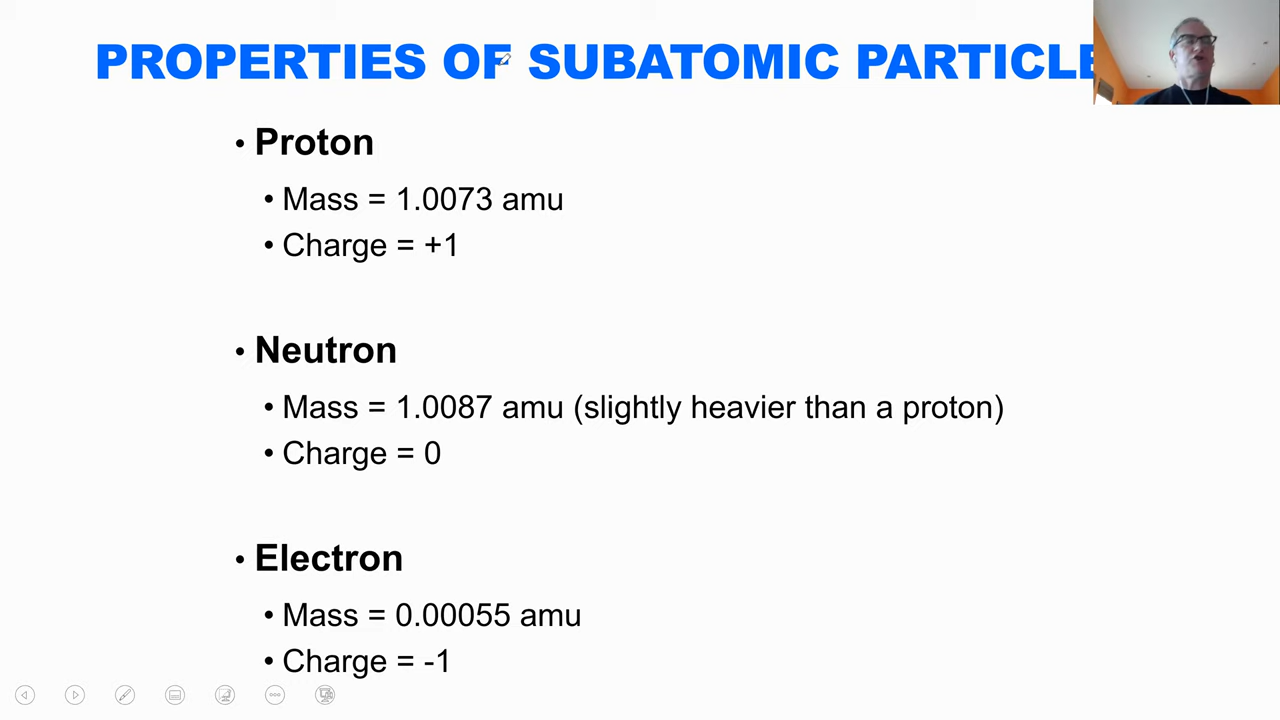 PROPERTIES OF SUBATOMIC PARTICLE
• Proton
• Mass = 1.0073 amu
• Charge = +1
• Neutron
• Mass = 1.0087 amu (slightly heavier than a proton)
• Charge = 0
• Electron
• Mass = 0.00055 amu
• Charge = -1